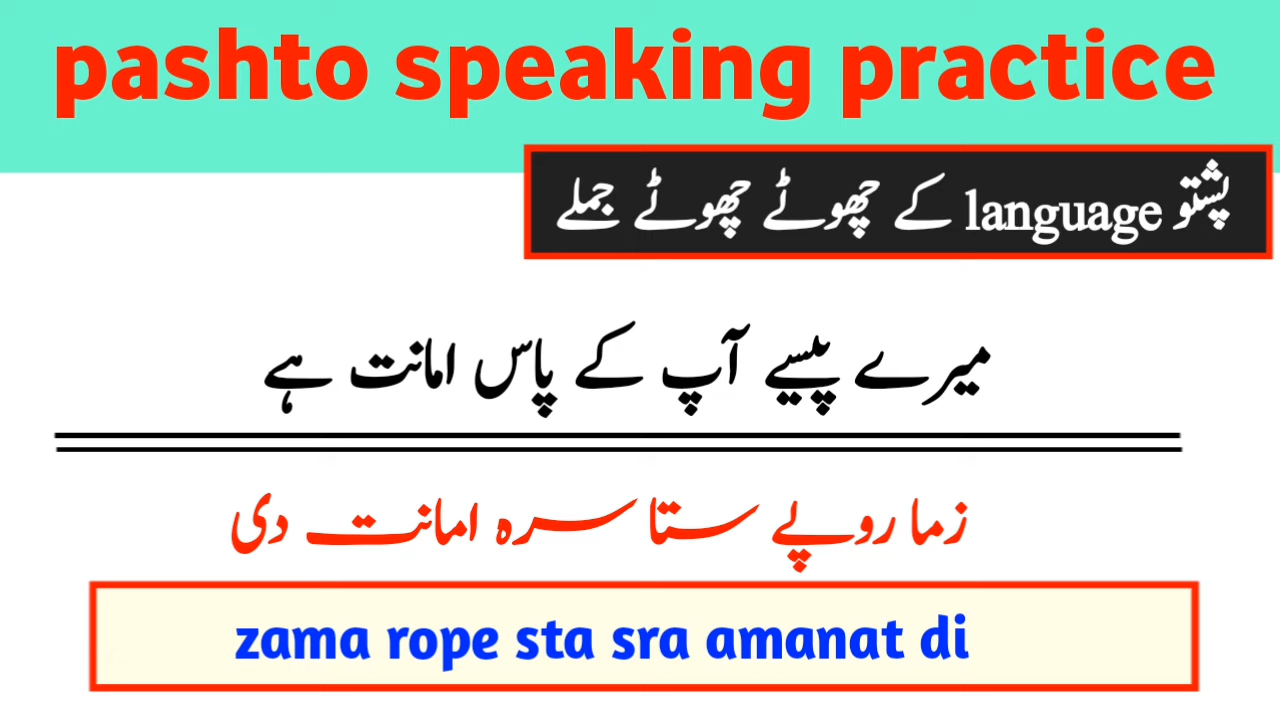 pashto speaking practice
پشتو language کے چھوٹے چھوٹے جملے
میرے پیسے آپ کے پاس امانت ہے
زما روپے ستا سره امانت دی
zama rope sta sra amanat di